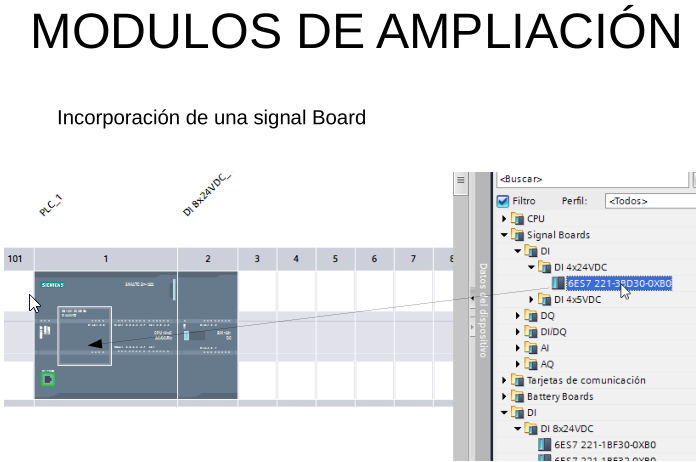 MODULOS DE AMPLIACIÓN
Incorporación de una signal Board
PLC_1
DI 8x24VDC_
101 1 2 3 4 5 6 7 8
SIEMENS
Datos del dispositivo
<Buscar>
Filtro Perfil: <Todos>
CPU
Signal Boards
DI
DI 4x24VDC
6ES7 221-3BD30-0XB0
DI 4x5VDC
DQ
DI/DQ
AI
AQ
Tarjetas de comunicación
Battery Boards
DI
DI 8x24VDC
6ES7 221-1BF30-0XB0
6ES7 221-1BF32-0XB0